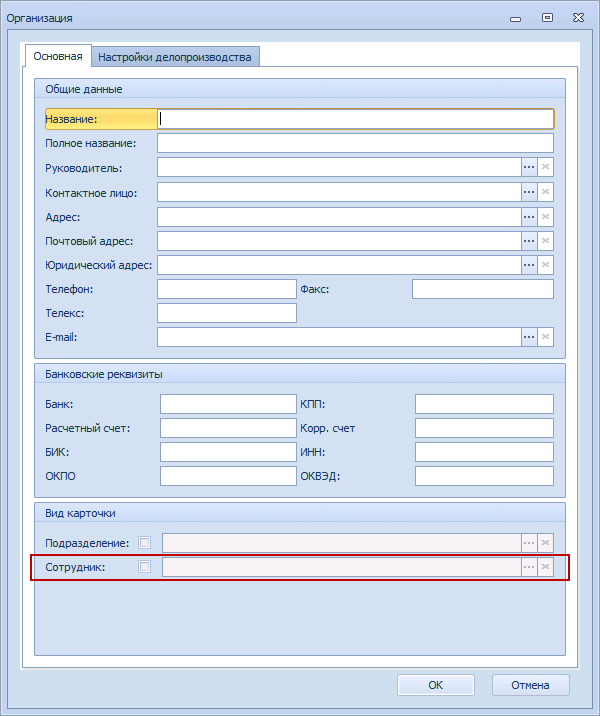 Организация
Основная Настройки делопроизводства
Общие данные
Название:
Полное название:
Руководитель:
Контактное лицо:
Адрес:
Почтовый адрес:
Юридический адрес:
Телефон: Факс:
Телекс:
E-mail:
Банковские реквизиты
Банк: КПП:
Расчетный счет: Корр. счет
БИК: ИНН:
ОКПО ОКВЭД:
Вид карточки
Подразделение:
Сотрудник:
ОК Отмена